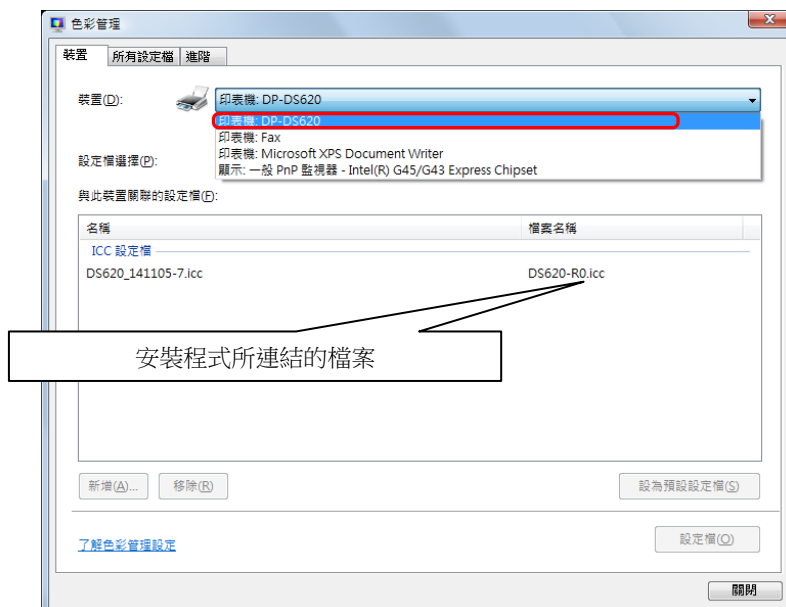 色彩管理
裝置 所有設定檔 進階
裝置(D): 印表機: DP-DS620
印表機: DP-DS620
印表機: Fax
印表機: Microsoft XPS Document Writer
顯示: 一般 PnP 監視器 - Intel(R) G45/G43 Express Chipset
設定檔選擇(P):
與此裝置關聯的設定檔(F):
名稱 檔案名稱
ICC 設定檔
DS620_141105-7.icc DS620-R0.icc
安裝程式所連結的檔案
新增(A)... 移除(R) 設為預設設定檔(S)
了解色彩管理設定 設定檔(O)
關閉